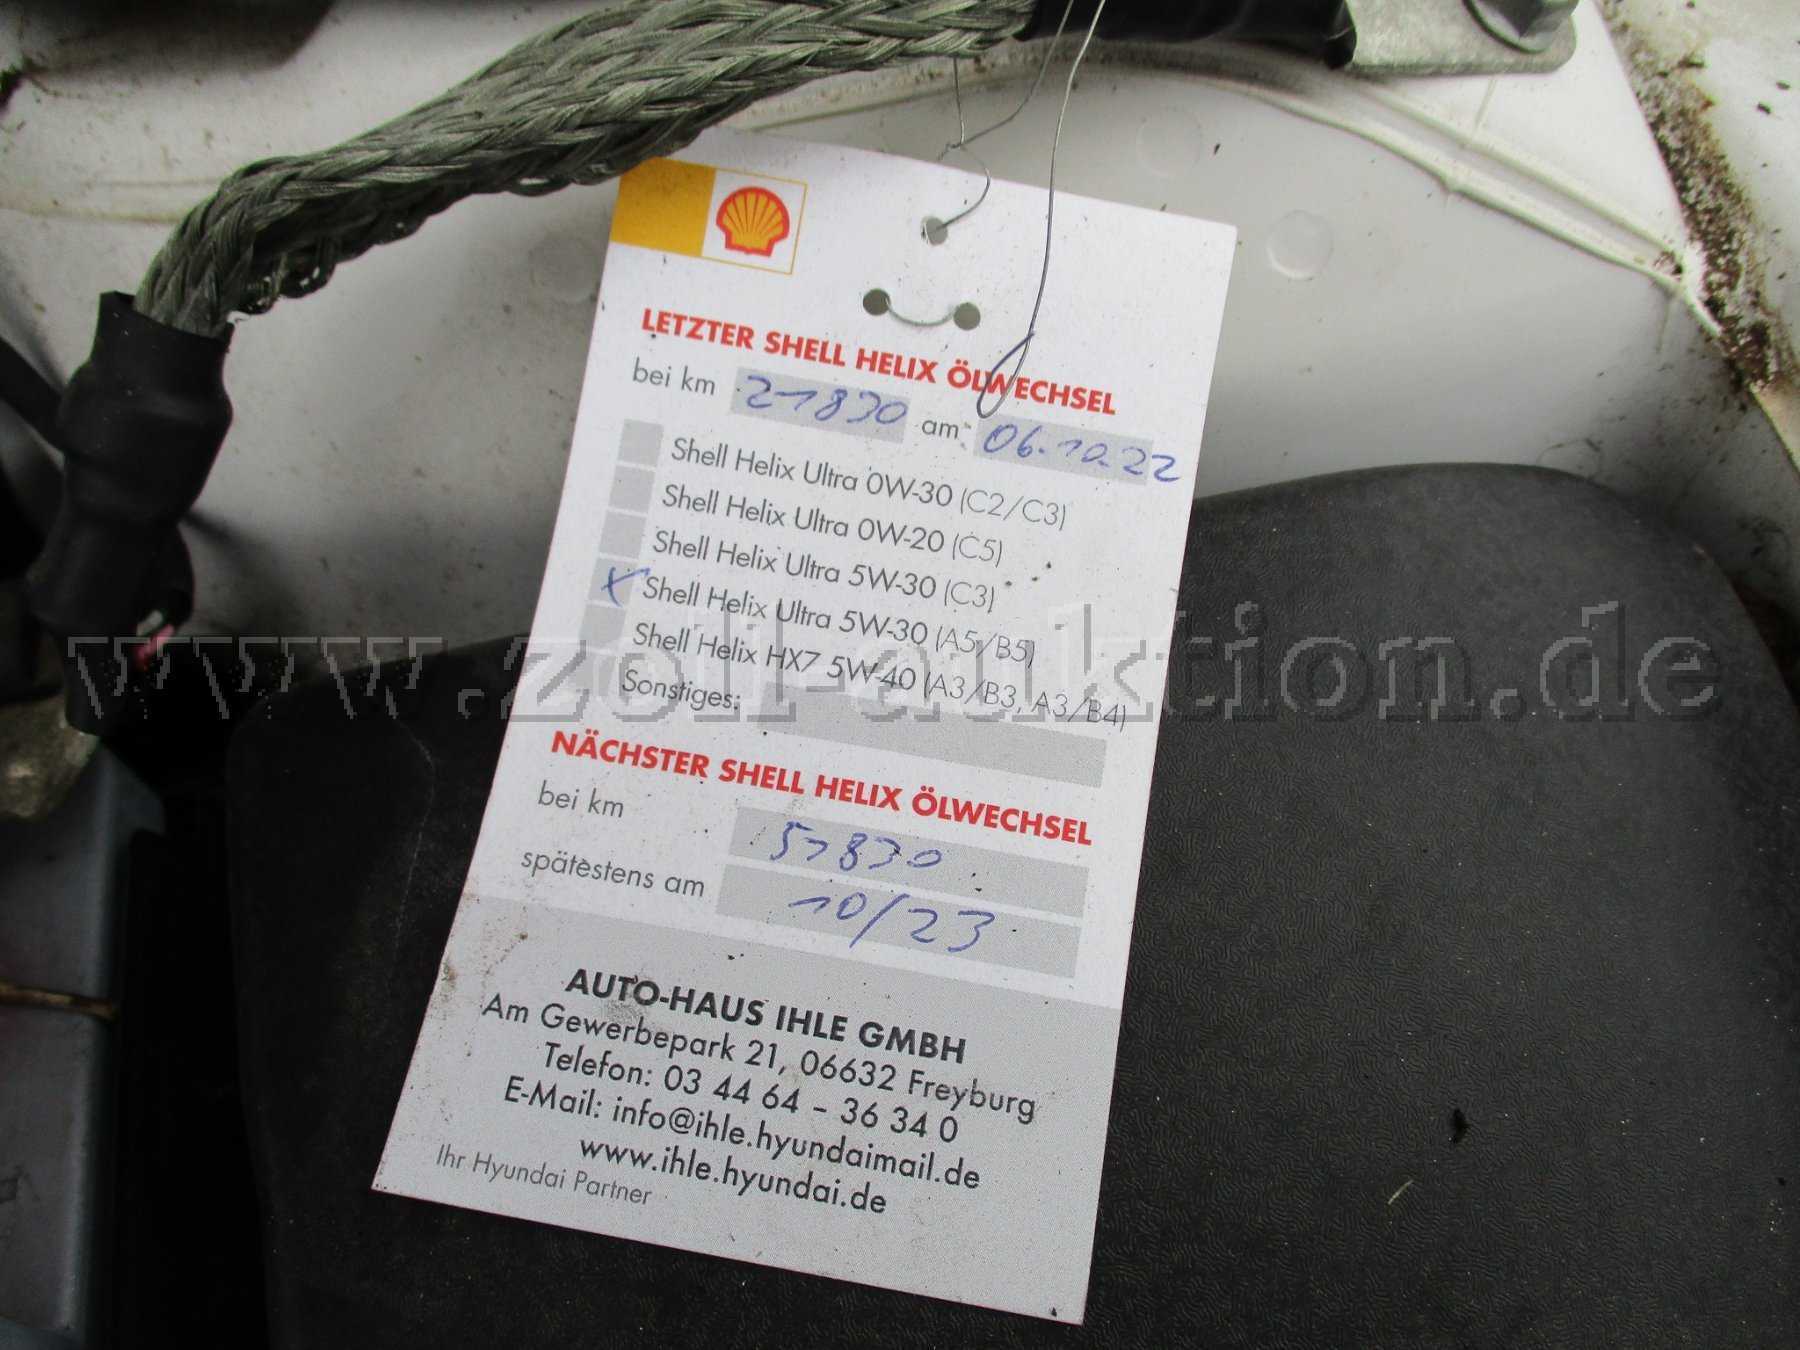 LETZTER SHELL HELIX ÖLWECHSEL
bei km 21830 am 06.10.22
Shell Helix Ultra 0W-30 (C2/C3)
Shell Helix Ultra 0W-20 (C5)
Shell Helix Ultra 5W-30 (C3)
x Shell Helix Ultra 5W-30 (A5/B5)
Shell Helix HX7 5W-40 (A3/B3, A3/B4)
Sonstiges:
NÄCHSTER SHELL HELIX ÖLWECHSEL
bei km 51830
spätestens am 10/23
AUTO-HAUS IHLE GMBH
Am Gewerbepark 21, 06632 Freyburg
Telefon: 03 44 64 - 36 34 0
E-Mail: info@ihle.hyundaimail.de
www.ihle.hyundai.de
Ihr Hyundai Partner
www.zoll-auktion.de